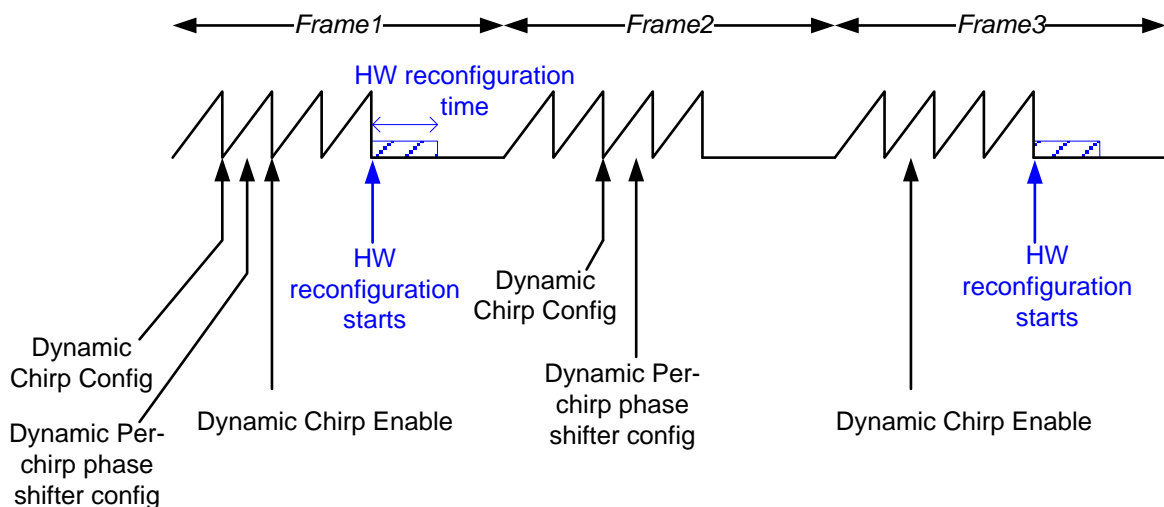 Frame1
Frame2
Frame3
HW reconfigruation
time
HW
reconfiguration
starts
Dynamic
Chirp Config
HW
reconfiguration
starts
Dynamic
Chirp Config
Dynamic Per-
chirp phase
shifter config
Dynamic Chirp Enable
Dynamic Per-
chirp phase
shifter config
Dynamic Chirp Enable